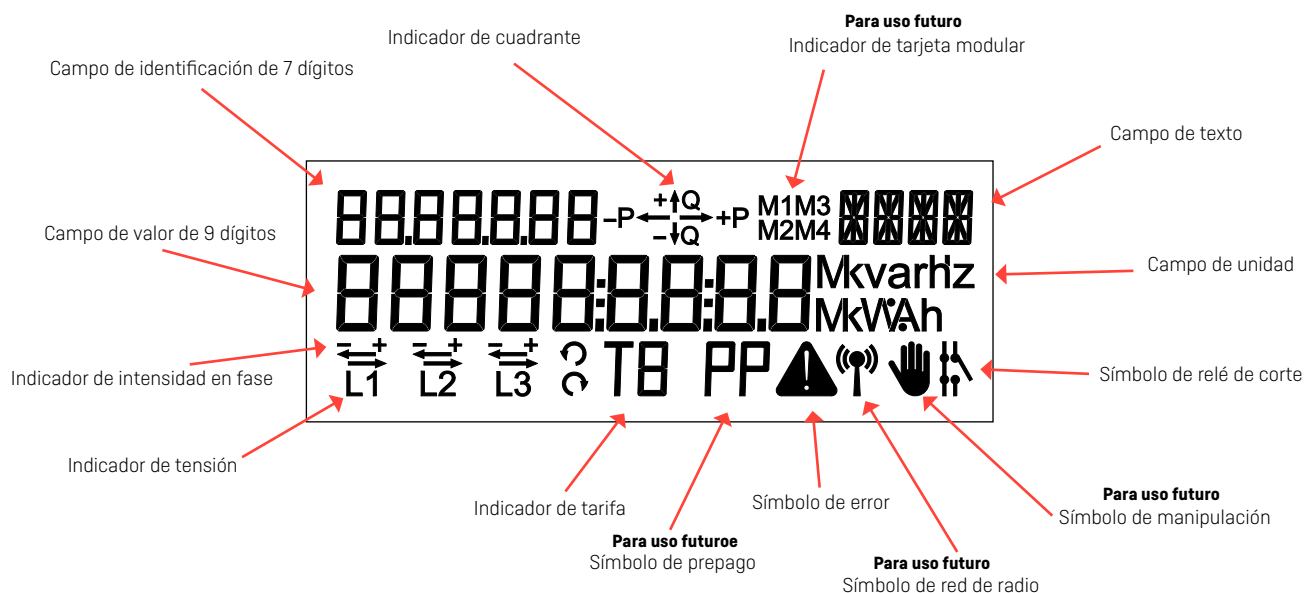 Para uso futuro
Indicador de tarjeta modular
Indicador de cuadrante
Campo de identificación de 7 dígitos
Campo de texto
88.8.8.8.8 -P +Q -Q +P M1M3
M2M4
Campo de valor de 9 dígitos
Campo de unidad
88888:8.8:8.8 Mkvarhz
MkWAh
- + - + - +
L1 L2 L3 T8 PP
Indicador de intensidad en fase
Símbolo de relé de corte
Indicador de tensión
Indicador de tarifa
Símbolo de error
Para uso futuro
Símbolo de manipulación
Para uso futuroe
Símbolo de prepago
Para uso futuro
Símbolo de red de radio